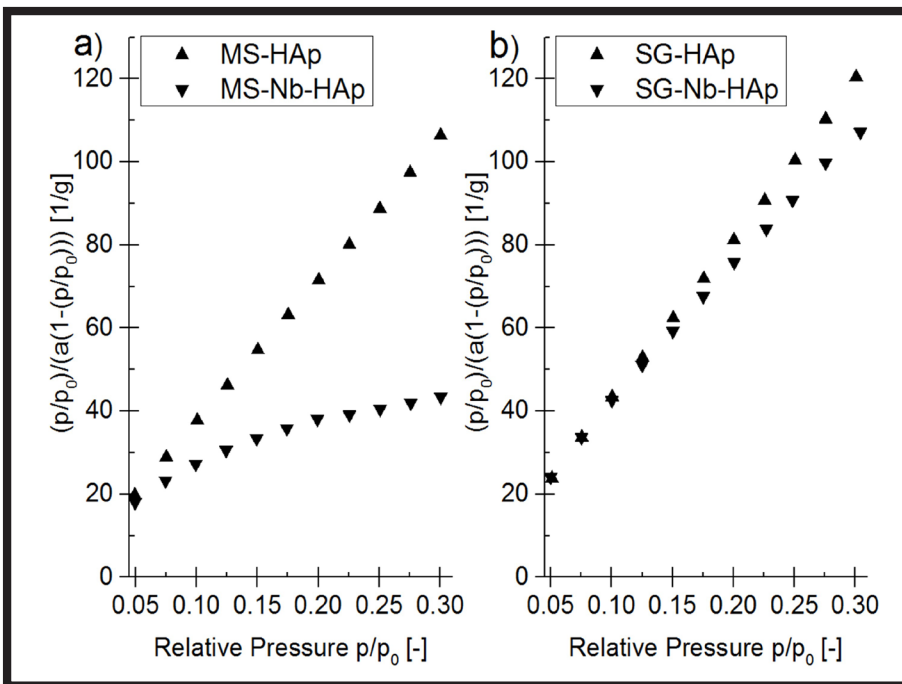 a)
▲ MS-HAp
▼ MS-Nb-HAp
(p/p₀)/(a(1-(p/p₀))) [1/g]
120
100
80
60
40
20
0
0.05 0.10 0.15 0.20 0.25 0.30
Relative Pressure p/p₀ [-]
b)
▲ SG-HAp
▼ SG-Nb-HAp
(p/p₀)/(a(1-(p/p₀))) [1/g]
120
100
80
60
40
20
0
0.05 0.10 0.15 0.20 0.25 0.30
Relative Pressure p/p₀ [-]